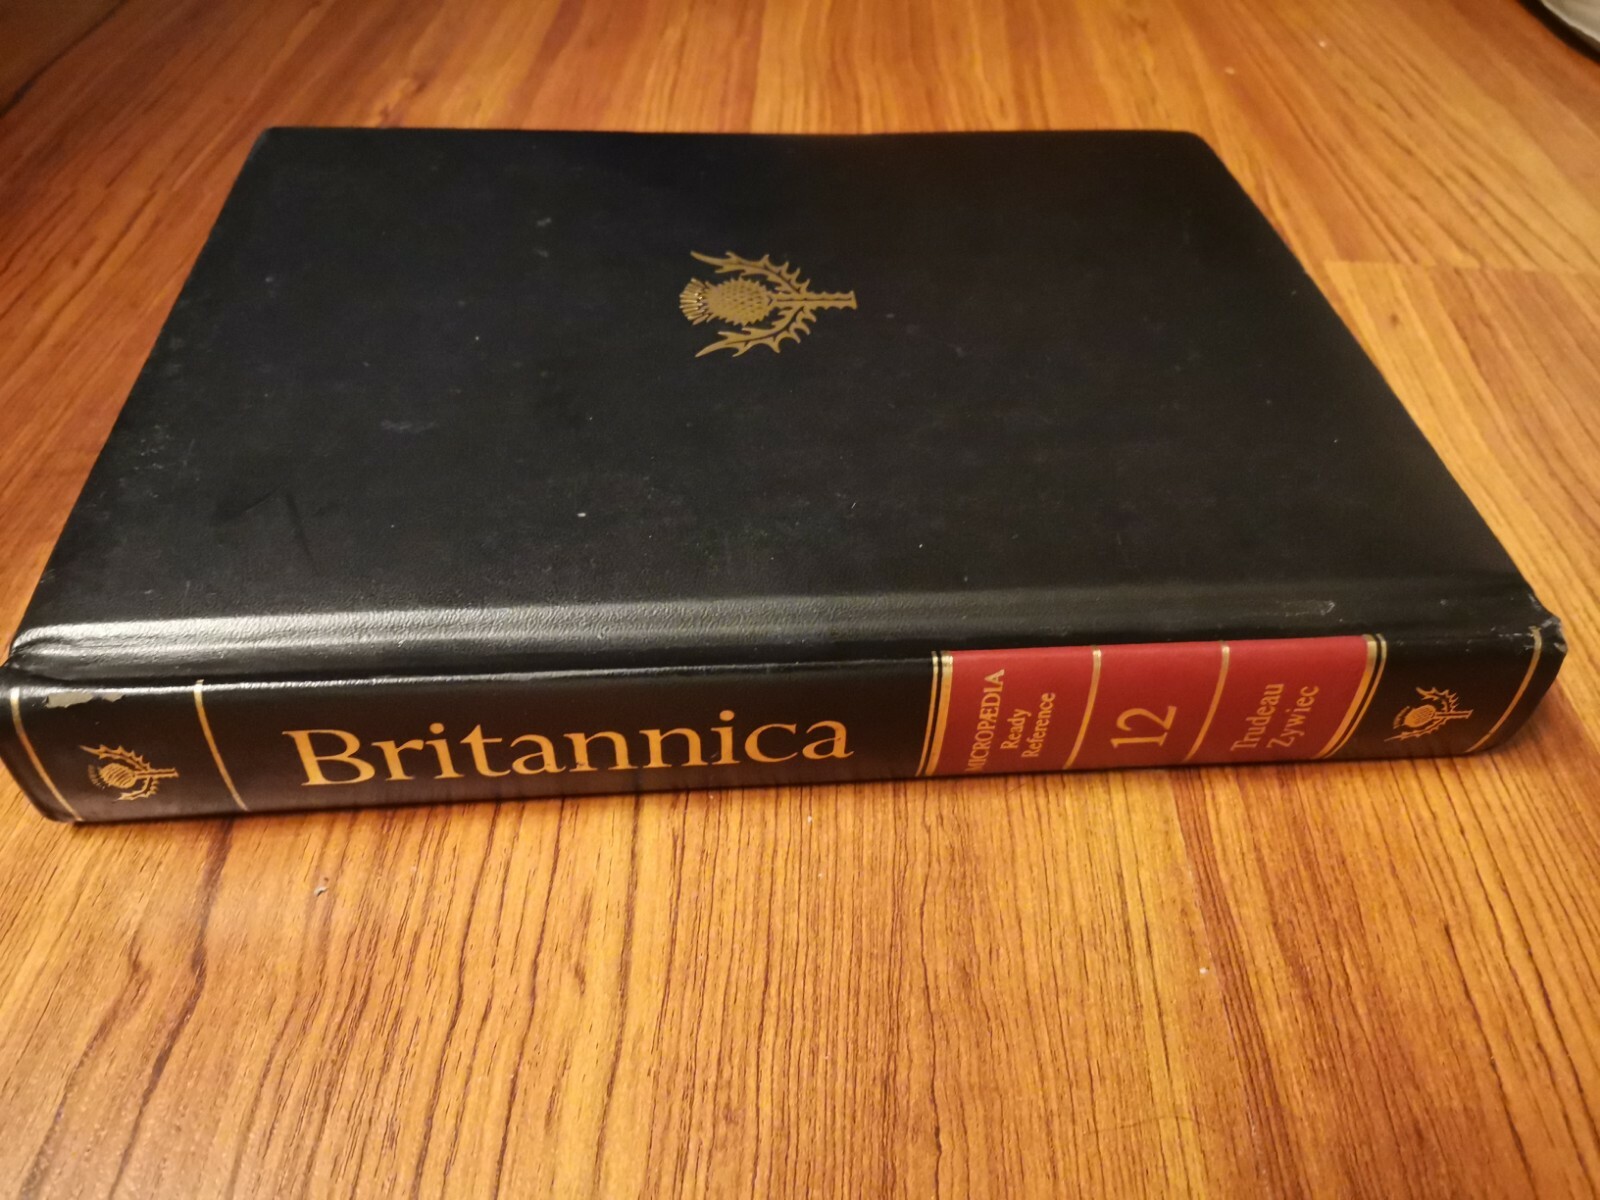 Britannica
MICROPÆDIA
Ready
Reference
12
Trudeau
Zywiec